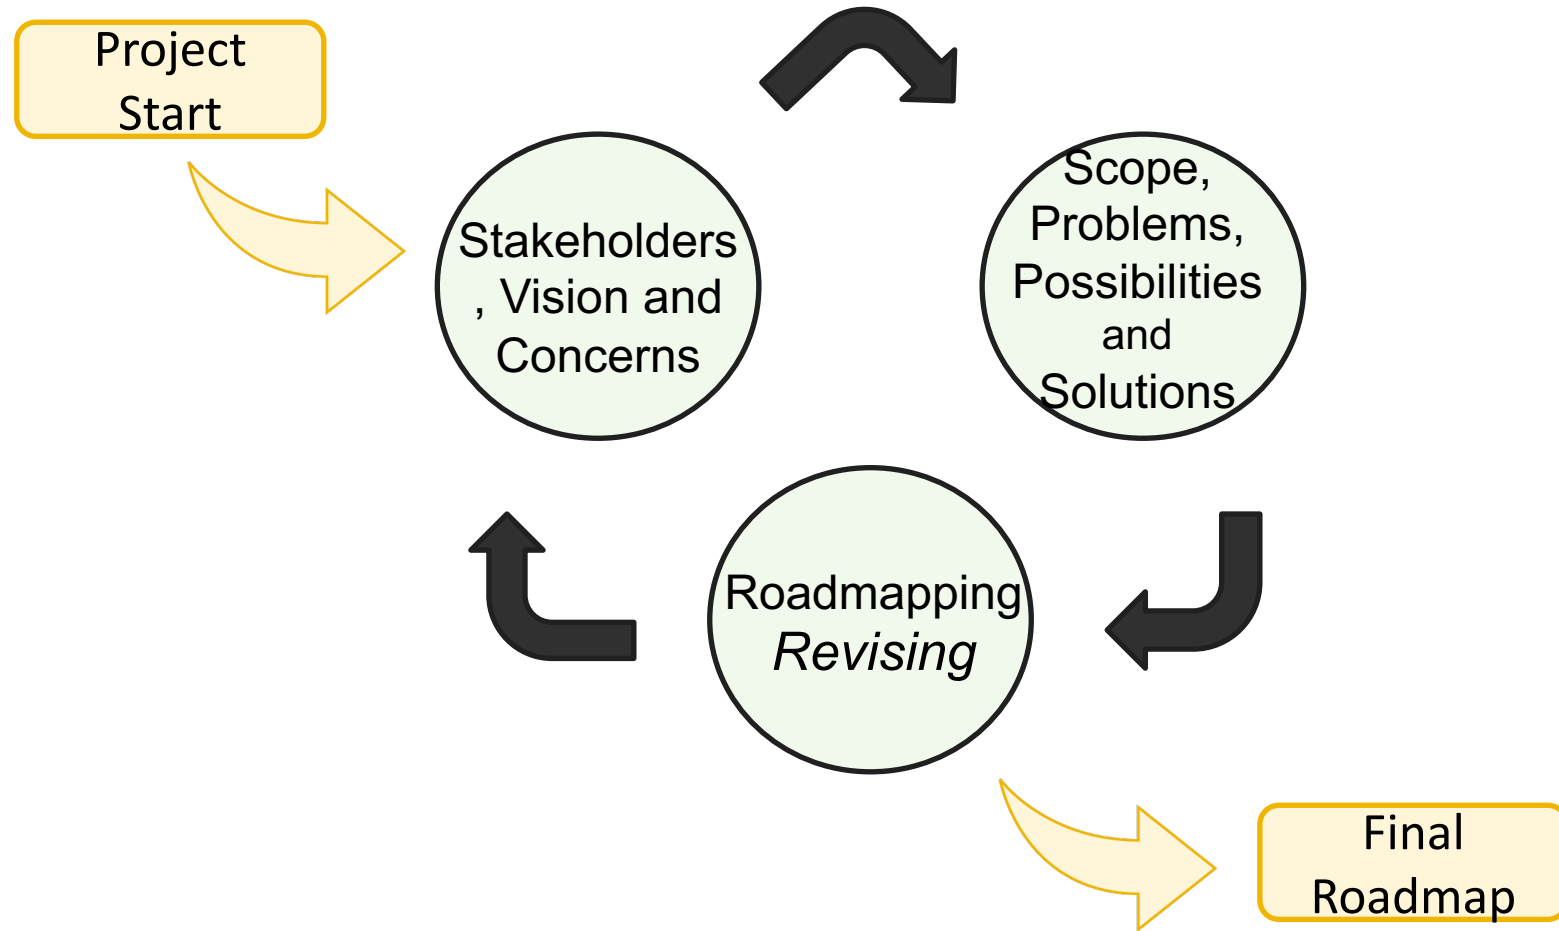 Project
Start
Stakeholders
, Vision and
Concerns
Scope,
Problems,
Possibilities
and
Solutions
Roadmapping
Revising
Final
Roadmap